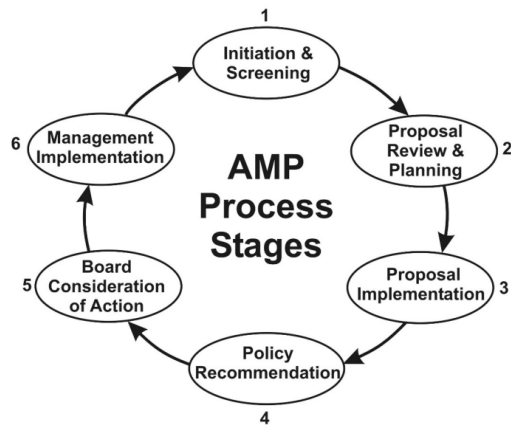 1
Initiation &
Screening
Proposal
Review &
Planning
2
Proposal
Implementation
3
Policy
Recommendation
4
Board
Consideration
of Action
5
Management
Implementation
6
AMP
Process
Stages